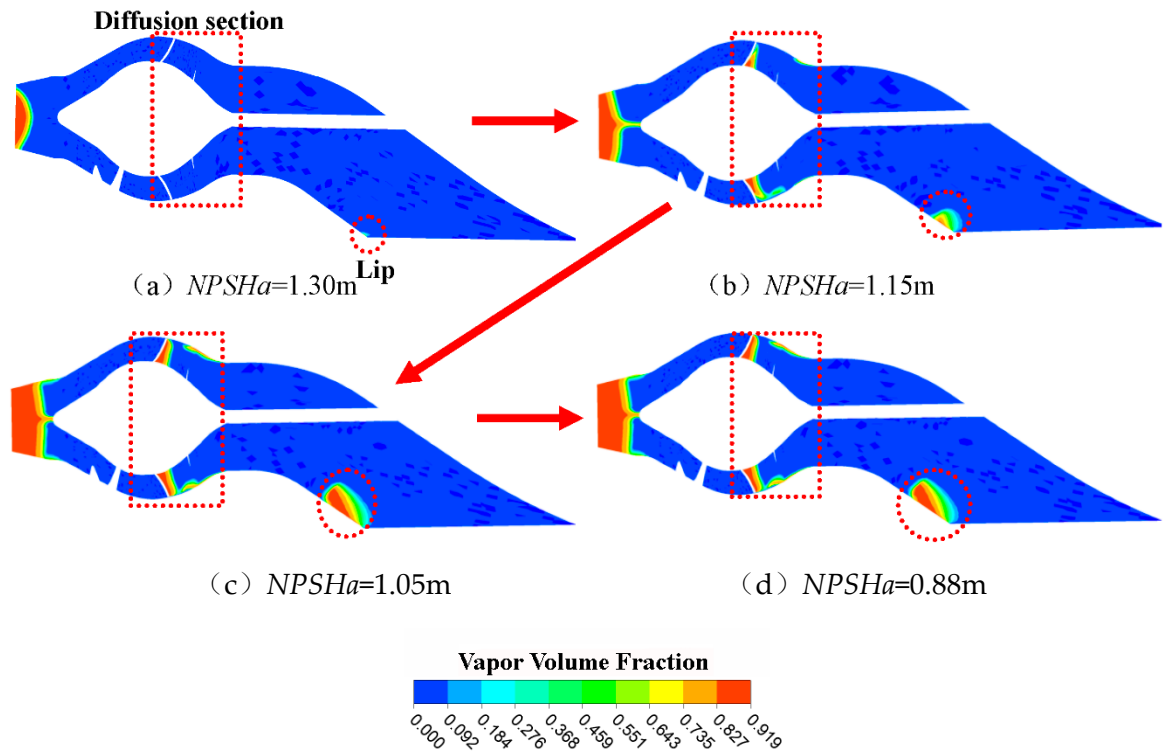 Diffusion section
Lip
（a）NPSHa=1.30m
（b）NPSHa=1.15m
（c）NPSHa=1.05m
（d）NPSHa=0.88m
Vapor Volume Fraction
0.000 0.092 0.184 0.276 0.368 0.459 0.551 0.643 0.735 0.827 0.919